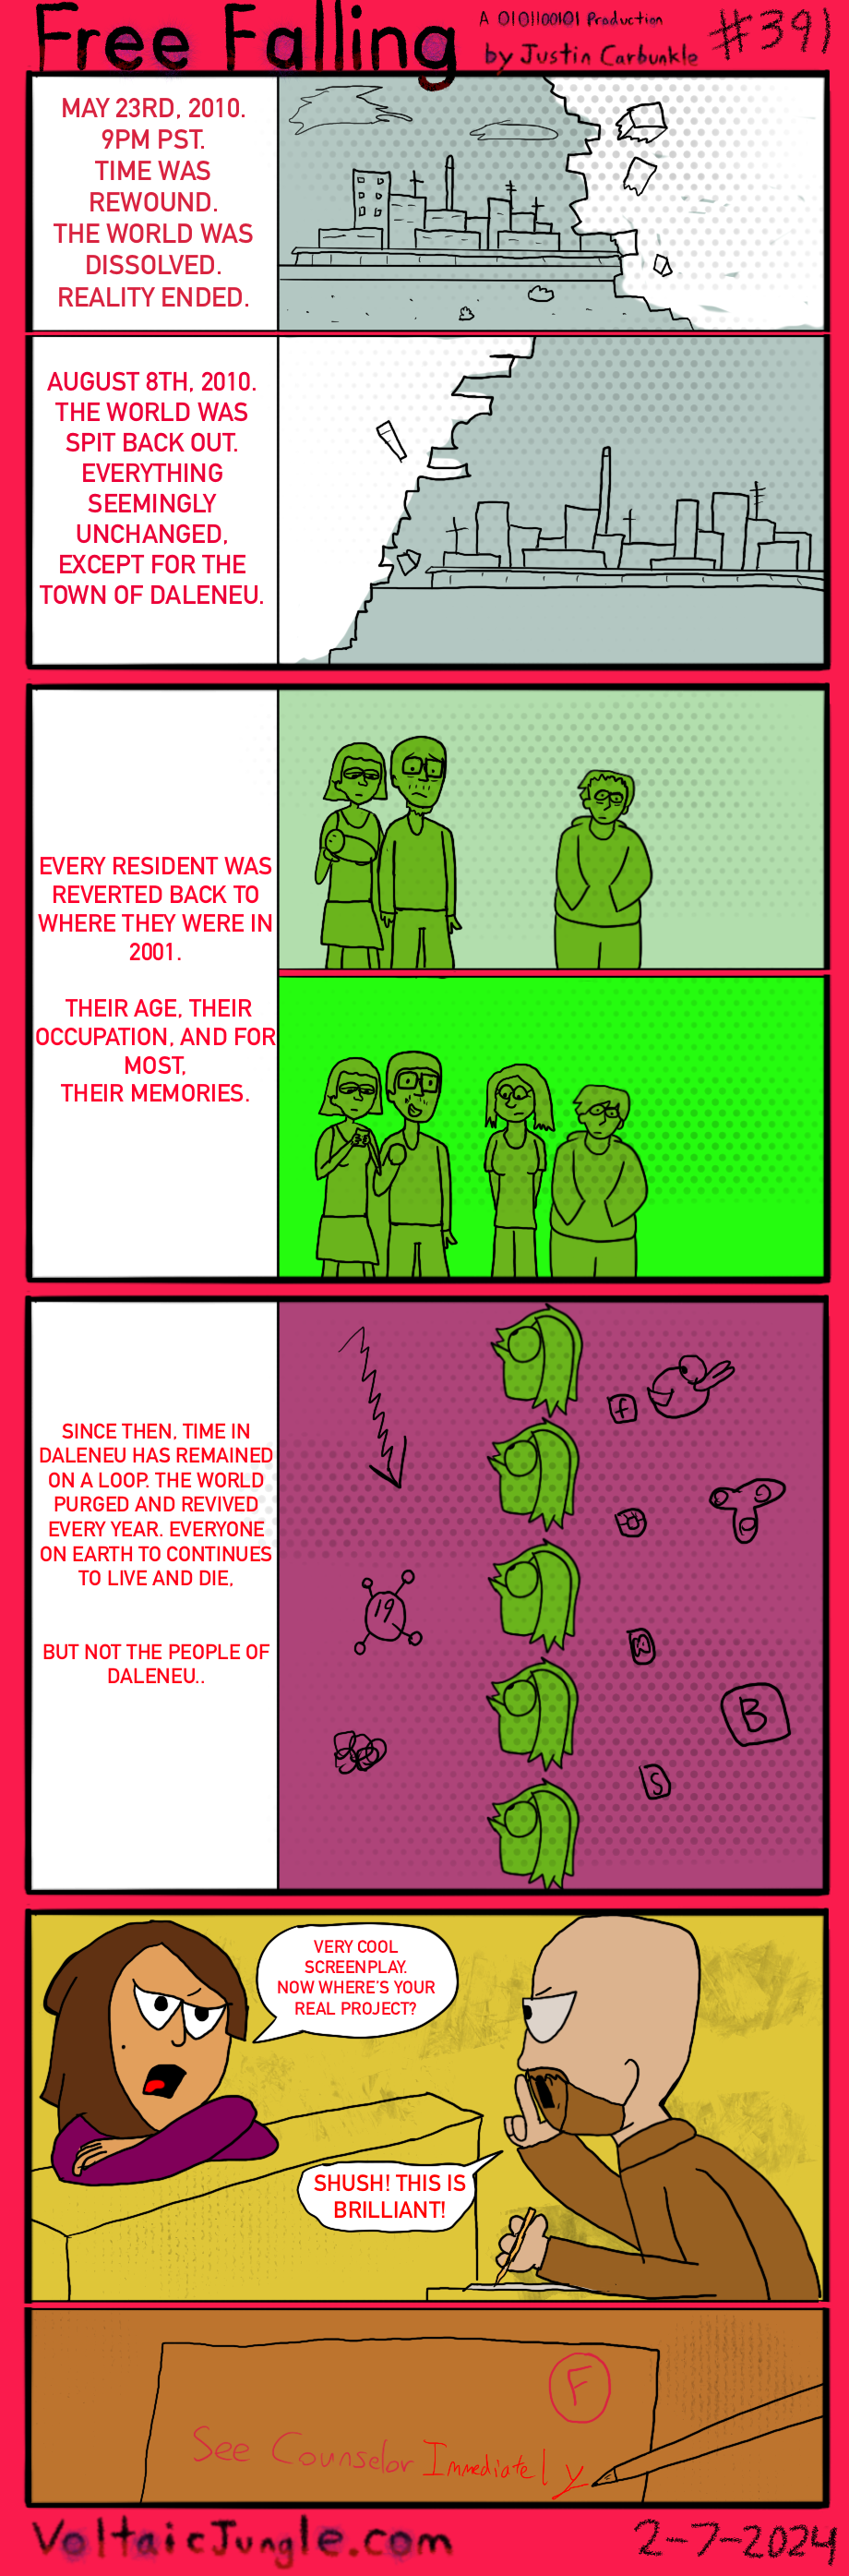 Free Falling
A 0101100101 Production
by Justin Carbunkle
#391
MAY 23RD, 2010.
9PM PST.
TIME WAS
REWOUND.
THE WORLD WAS
DISSOLVED.
REALITY ENDED.
AUGUST 8TH, 2010.
THE WORLD WAS
SPIT BACK OUT.
EVERYTHING
SEEMINGLY
UNCHANGED,
EXCEPT FOR THE
TOWN OF DALENEU.
EVERY RESIDENT WAS
REVERTED BACK TO
WHERE THEY WERE IN
2001.
THEIR AGE, THEIR
OCCUPATION, AND FOR
MOST,
THEIR MEMORIES.
SINCE THEN, TIME IN
DALENEU HAS REMAINED
ON A LOOP. THE WORLD
PURGED AND REVIVED
EVERY YEAR. EVERYONE
ON EARTH TO CONTINUES
TO LIVE AND DIE,
BUT NOT THE PEOPLE OF
DALENEU..
f
19
B
S
VERY COOL
SCREENPLAY.
NOW WHERE'S YOUR
REAL PROJECT?
SHUSH! THIS IS
BRILLIANT!
F
See Counselor Immediately
VoltaicJungle.com
2-7-2024